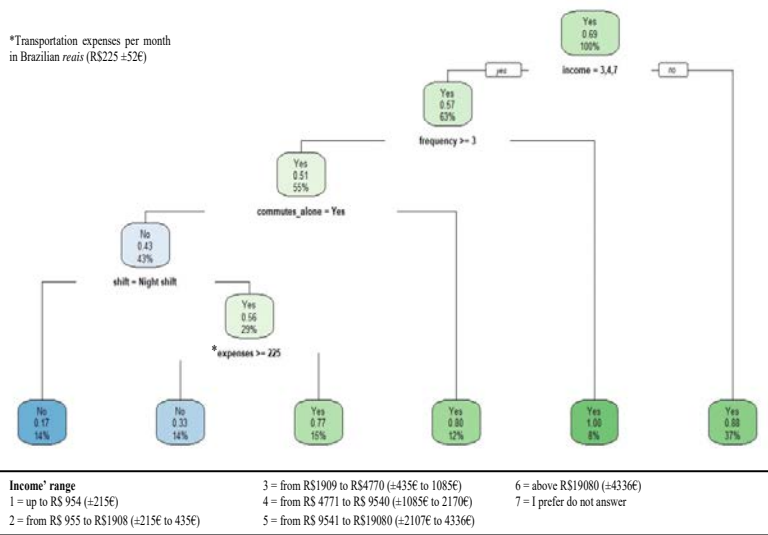 *Transportation expenses per month
in Brazilian reais (R$225 ±52€)
Yes
0.69
100%
yes
income = 3,4,7
no
Yes
0.57
63%
frequency >= 3
Yes
0.51
55%
commutes_alone = Yes
No
0.43
43%
shift = Night shift
Yes
0.56
29%
*expenses >= 225
No
0.17
14%
No
0.33
14%
Yes
0.77
15%
Yes
0.80
12%
Yes
1.00
8%
Yes
0.88
37%
Income' range
1 = up to R$ 954 (±215€)
2 = from R$ 955 to R$1908 (±215€ to 435€)
3 = from R$1909 to R$4770 (±435€ to 1085€)
4 = from R$ 4771 to R$ 9540 (±1085€ to 2170€)
5 = from R$ 9541 to R$19080 (±2107€ to 4336€)
6 = above R$19080 (±4336€)
7 = I prefer do not answer